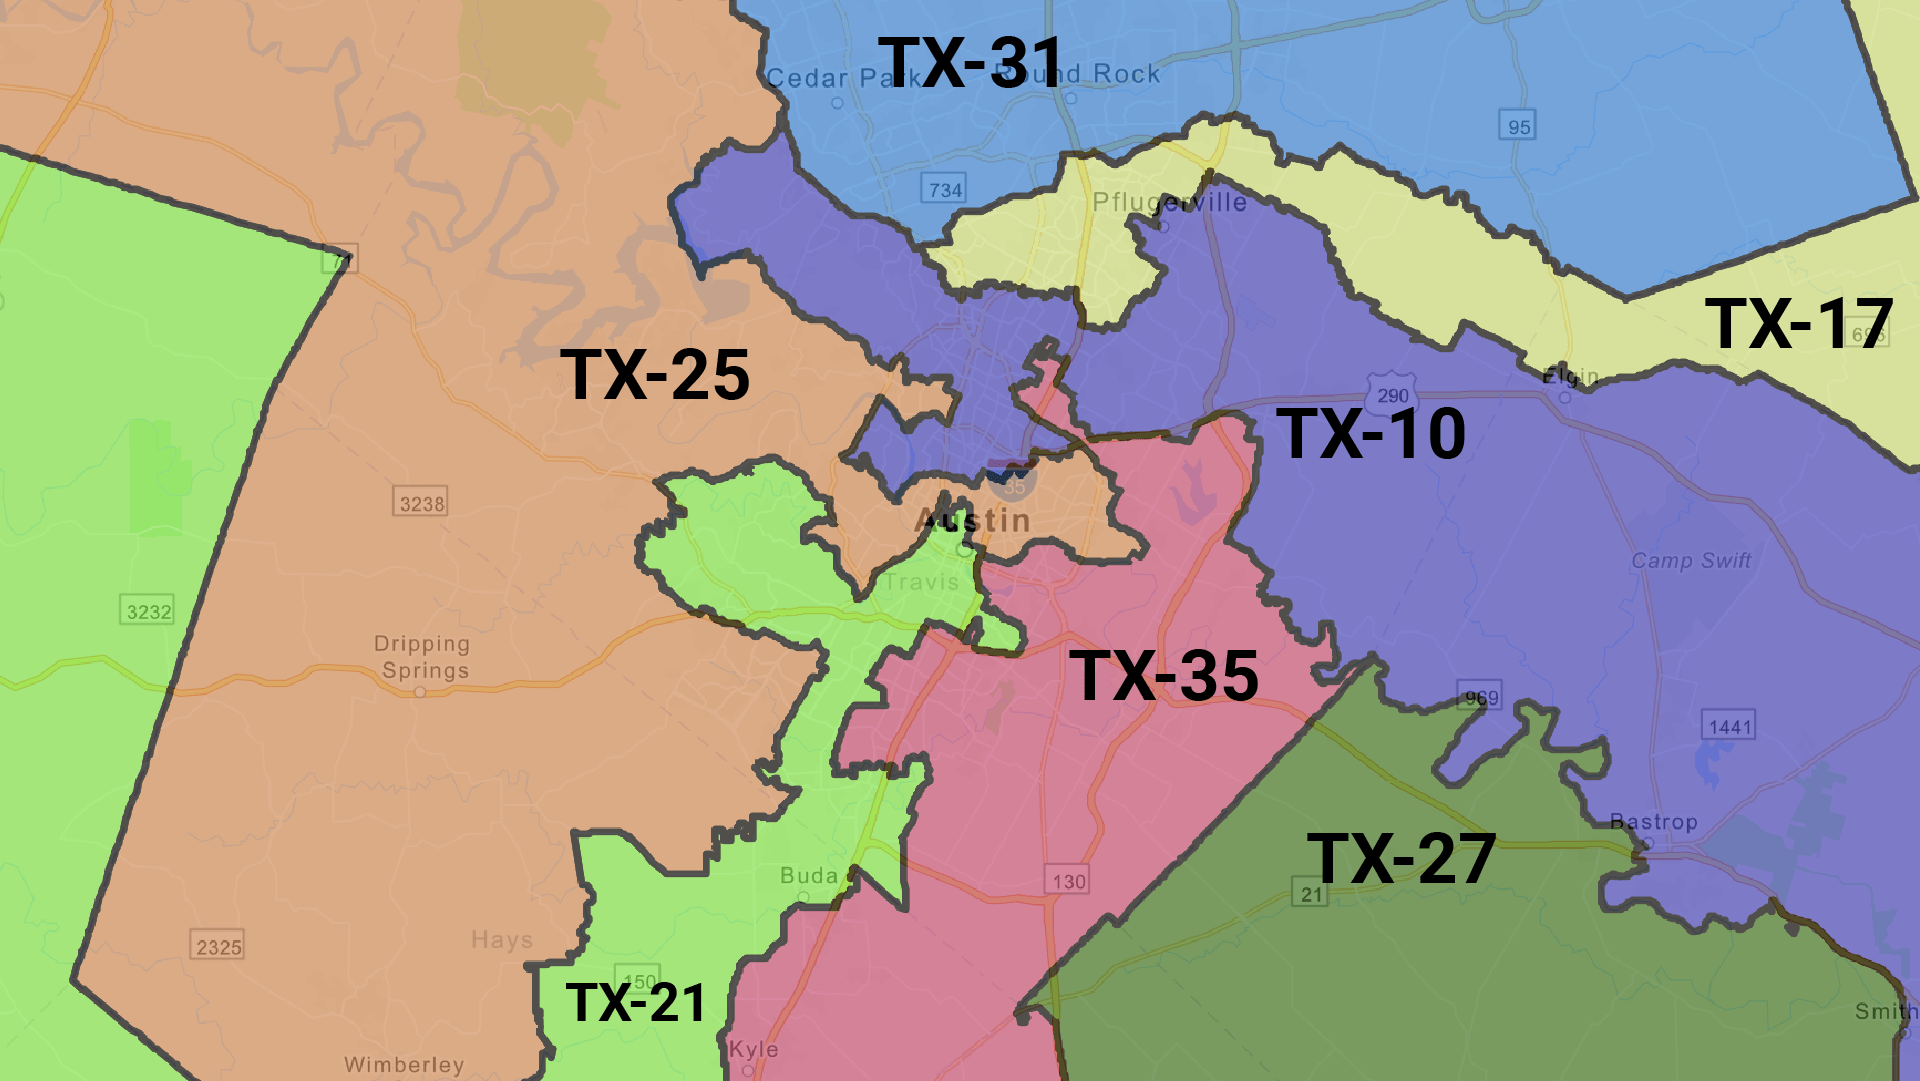 TX-31
Cedar Park
Round Rock
95
734
Pflugerville
71
TX-17
696
TX-25
Elgin
290
TX-10
3238
35
Austin
Camp Swift
Travis
3232
Dripping
Springs
TX-35
969
1441
Bastrop
TX-27
Buda
130
21
Hays
2325
150
TX-21
Smith
Kyle
Wimberley